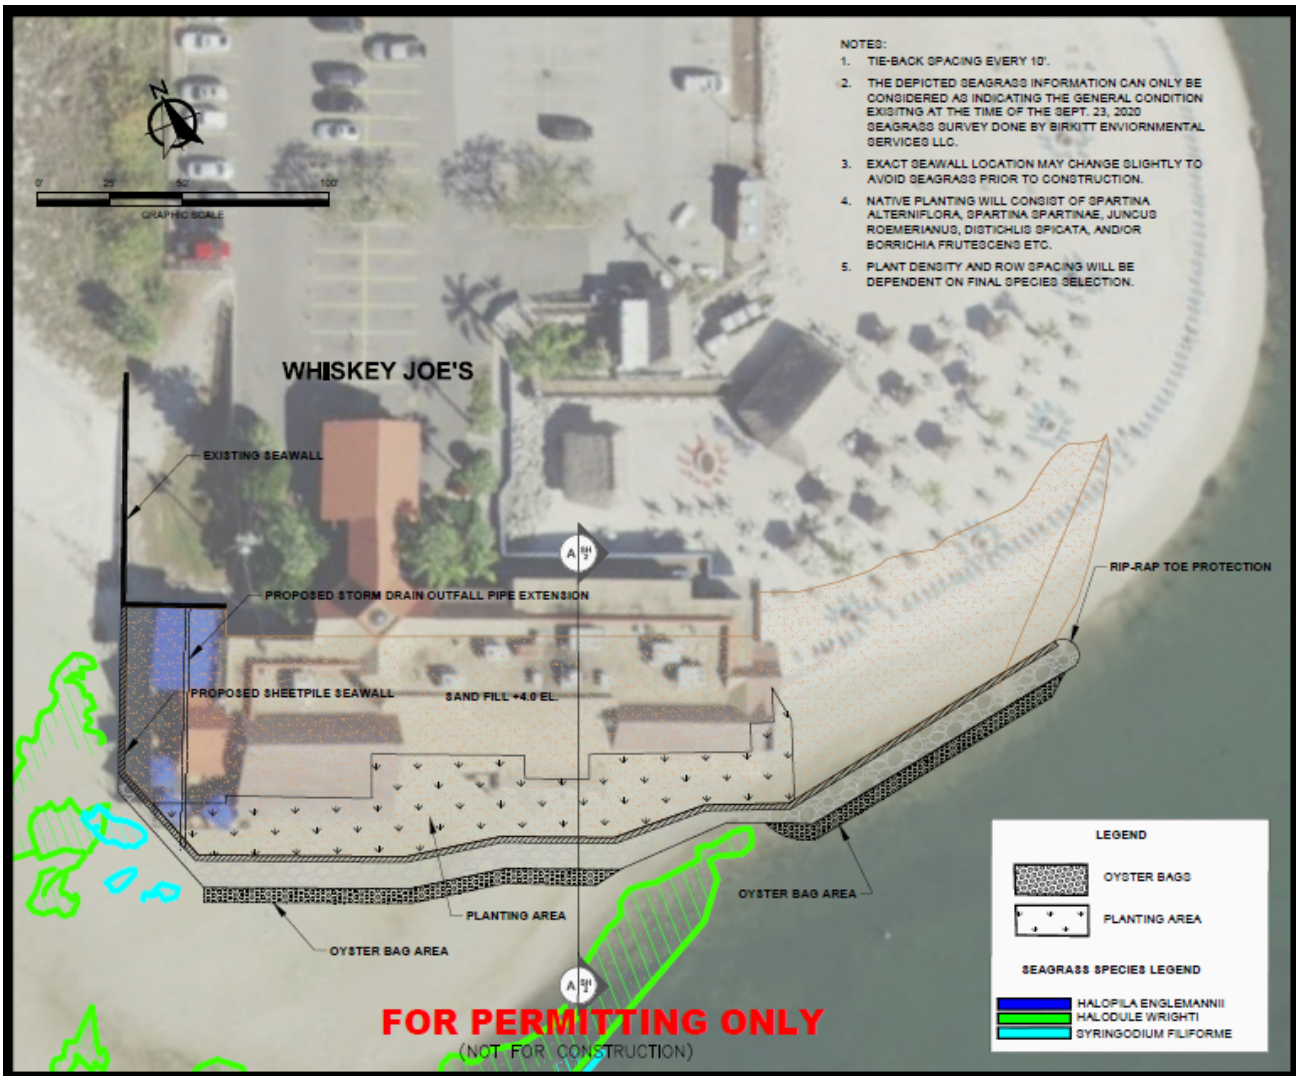 NOTES:
1. TIE-BACK SPACING EVERY 10'.
2. THE DEPICTED SEAGRASS INFORMATION CAN ONLY BE
CONSIDERED AS INDICATING THE GENERAL CONDITION
EXISITNG AT THE TIME OF THE SEPT. 23, 2020
SEAGRASS SURVEY DONE BY BIRKITT ENVIORNMENTAL
SERVICES LLC.
3. EXACT SEAWALL LOCATION MAY CHANGE SLIGHTLY TO
AVOID SEAGRASS PRIOR TO CONSTRUCTION.
4. NATIVE PLANTING WILL CONSIST OF SPARTINA
ALTERNIFLORA, SPARTINA SPARTINAE, JUNCUS
ROEMERIANUS, DISTICHLIS SPICATA, AND/OR
BORRICHIA FRUTESCENS ETC.
5. PLANT DENSITY AND ROW SPACING WILL BE
DEPENDENT ON FINAL SPECIES SELECTION.
N
0' 25' 50' 100'
GRAPHIC SCALE
WHISKEY JOE'S
EXISTING SEAWALL
A SH 2
RIP-RAP TOE PROTECTION
PROPOSED STORM DRAIN OUTFALL PIPE EXTENSION
PROPOSED SHEETPILE SEAWALL
SAND FILL +4.0 EL.
OYSTER BAG AREA
PLANTING AREA
OYSTER BAG AREA
A SH 2
FOR PERMITTING ONLY
(NOT FOR CONSTRUCTION)
LEGEND
OYSTER BAGS
PLANTING AREA
SEAGRASS SPECIES LEGEND
HALOPILA ENGLEMANNII
HALODULE WRIGHTI
SYRINGODIUM FILIFORME